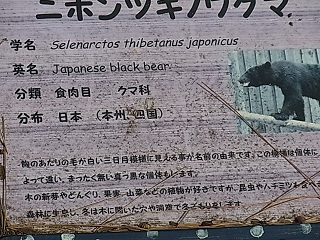 ニホンツキノワグマ
学名 Selenarctos thibetanus japonicus
英名 Japanese black bear.
分類 食肉目 クマ科
分布 日本 (本州、四国)
胸のあたりの毛が白い三日月模様に見える事が名前の由来です。この模様は個体に
よって違い、まったく無い真っ黒な個体もいます。
木の新芽やどんぐり、果実、山菜などの植物が好きですが、昆虫やハチミツも
森林に生息し、冬は木に開いた穴や洞窟で冬ごもりをします